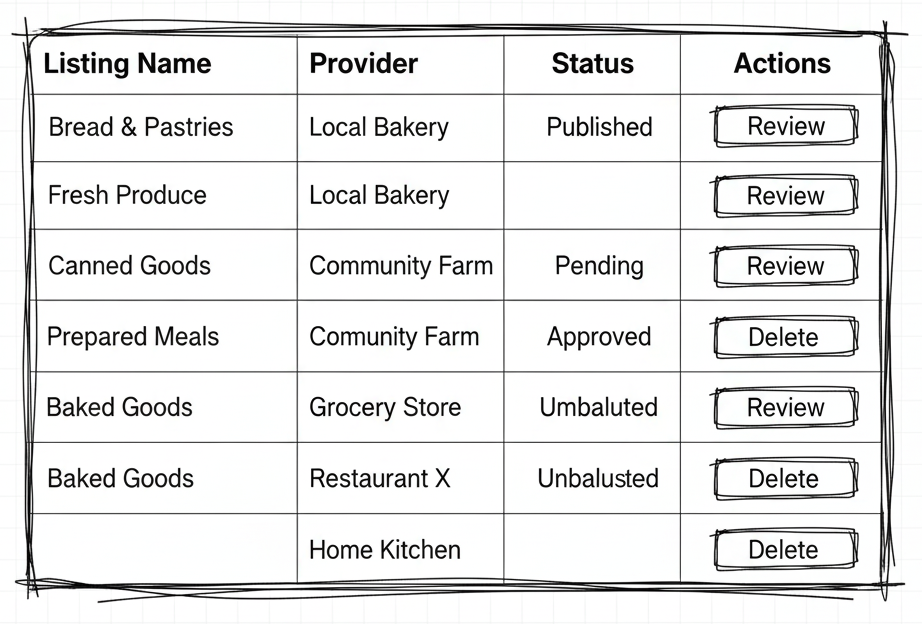 Listing Name Provider Status Actions
Bread & Pastries Local Bakery Published Review
Fresh Produce Local Bakery Review
Canned Goods Community Farm Pending Review
Prepared Meals Comunity Farm Approved Delete
Baked Goods Grocery Store Umbaluted Review
Baked Goods Restaurant X Unbalusted Delete
Home Kitchen Delete